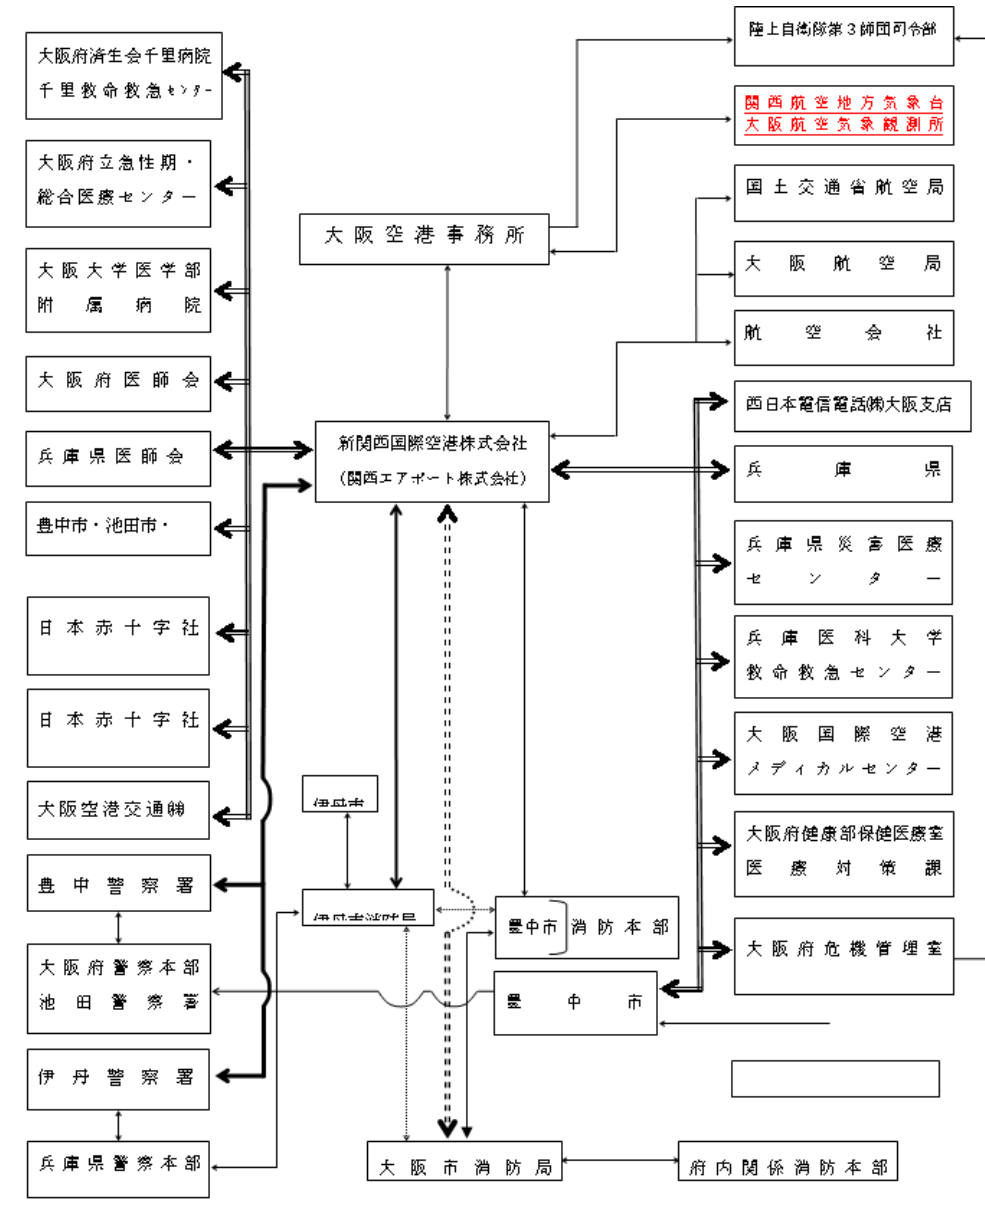 陸上自衛隊第３師団司令部
大阪府済生会千里病院
千里救命救急センター
関西航空地方気象台
大阪航空気象観測所
大阪府立急性期・
総合医療センター
国土交通省航空局
大阪空港事務所
大阪大学医学部
附属病院
大阪航空局
航空会社
大阪府医師会
西日本電信電話㈱大阪支店
兵庫県医師会
新関西国際空港株式会社
（関西エアポート株式会社）
兵庫県
豊中市・池田市・
兵庫県災害医療
センター
日本赤十字社
兵庫医科大学
救命救急センター
日本赤十字社
大阪国際空港
メディカルセンター
大阪空港交通㈱
伊丹市
大阪府健康部保健医療室
医療対策課
豊中警察署
伊丹市消防局
豊中市消防本部
大阪府危機管理室
大阪府警察本部
池田警察署
豊中市
伊丹警察署
兵庫県警察本部
大阪市消防局
府内関係消防本部